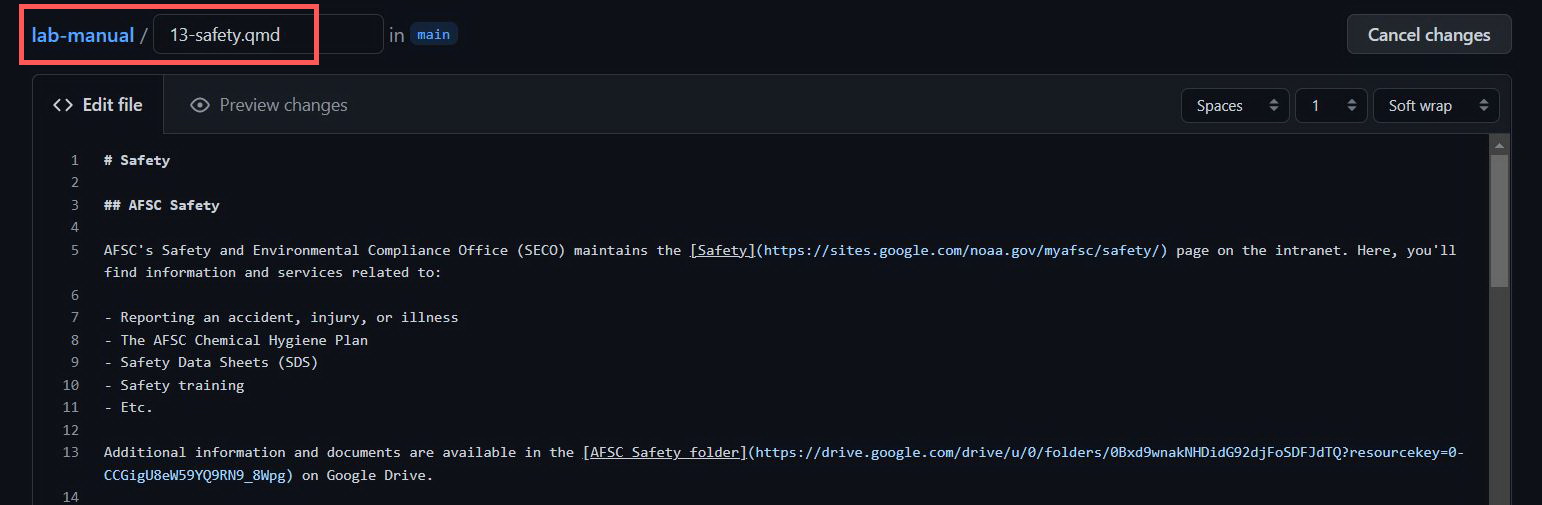 lab-manual / 13-safety.qmd in main Cancel changes
<> Edit file Preview changes Spaces 1 Soft wrap
1 # Safety
2
3 ## AFSC Safety
4
5 AFSC's Safety and Environmental Compliance Office (SECO) maintains the [Safety](https://sites.google.com/noaa.gov/myafsc/safety/) page on the intranet. Here, you'll
find information and services related to:
6
7 - Reporting an accident, injury, or illness
8 - The AFSC Chemical Hygiene Plan
9 - Safety Data Sheets (SDS)
10 - Safety training
11 - Etc.
12
13 Additional information and documents are available in the [AFSC Safety folder](https://drive.google.com/drive/u/0/folders/0Bxd9wnakNHDidG92djFoSDFJdTQ?resourcekey=0-
CCGigU8eW59YQ9RN9_8Wpg) on Google Drive.
14